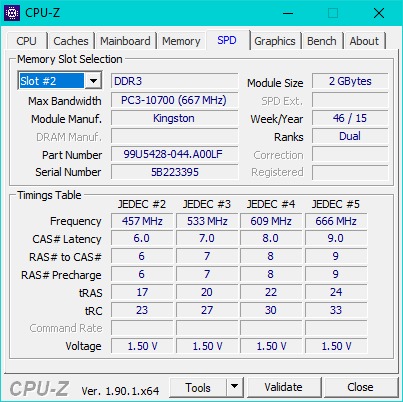 CPU-Z
CPU Caches Mainboard Memory SPD Graphics Bench About
Memory Slot Selection
Slot #2 DDR3 Module Size 2 GBytes
Max Bandwidth PC3-10700 (667 MHz) SPD Ext.
Module Manuf. Kingston Week/Year 46 / 15
DRAM Manuf. Ranks Dual
Part Number 99U5428-044.A00LF Correction
Serial Number 5B223395 Registered
Timings Table
JEDEC #2 JEDEC #3 JEDEC #4 JEDEC #5
Frequency 457 MHz 533 MHz 609 MHz 666 MHz
CAS# Latency 6.0 7.0 8.0 9.0
RAS# to CAS# 6 7 8 9
RAS# Precharge 6 7 8 9
tRAS 17 20 22 24
tRC 23 27 30 33
Command Rate
Voltage 1.50 V 1.50 V 1.50 V 1.50 V
CPU-Z Ver. 1.90.1.x64 Tools Validate Close